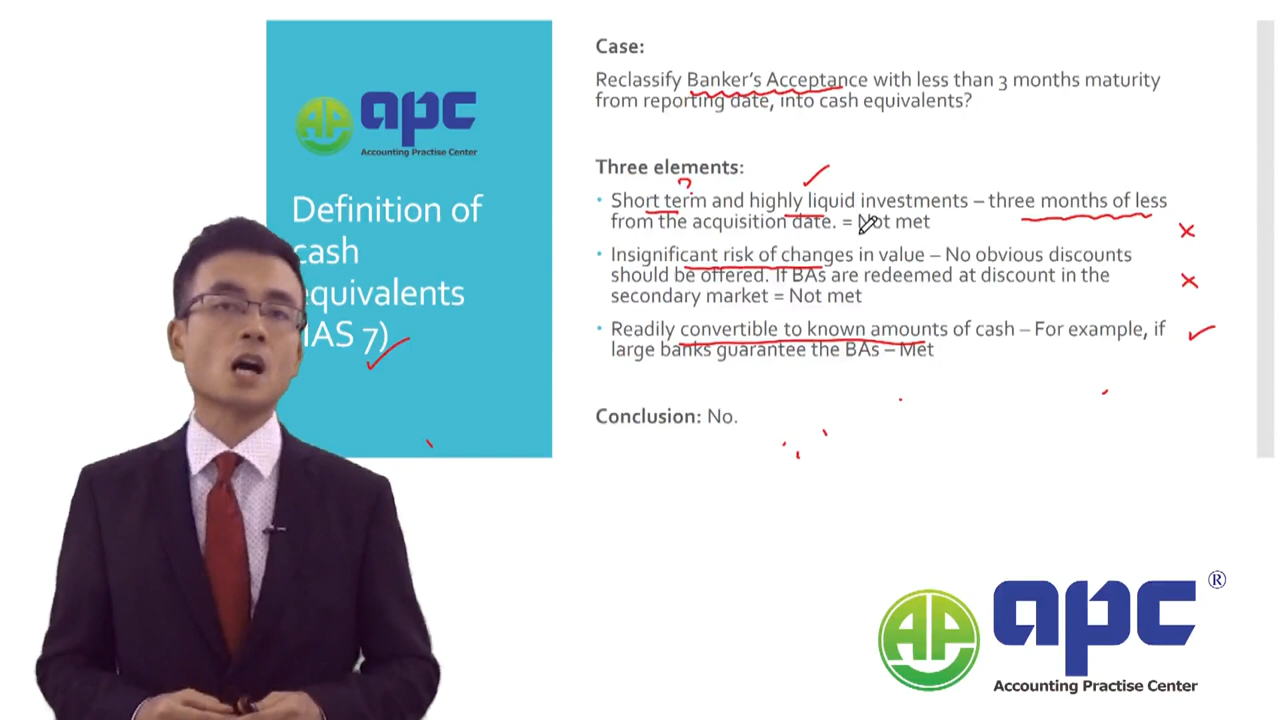 apc
Accounting Practise Center
Definition of
cash
equivalents
IAS 7)
Case:
Reclassify Banker's Acceptance with less than 3 months maturity
from reporting date, into cash equivalents?
Three elements:
?
• Short term and highly liquid investments – three months of less
from the acquisition date. = Not met
• Insignificant risk of changes in value – No obvious discounts
should be offered. If BAs are redeemed at discount in the
secondary market = Not met
• Readily convertible to known amounts of cash – For example, if
large banks guarantee the BAs – Met
Conclusion: No.
AP
apc ®
Accounting Practise Center